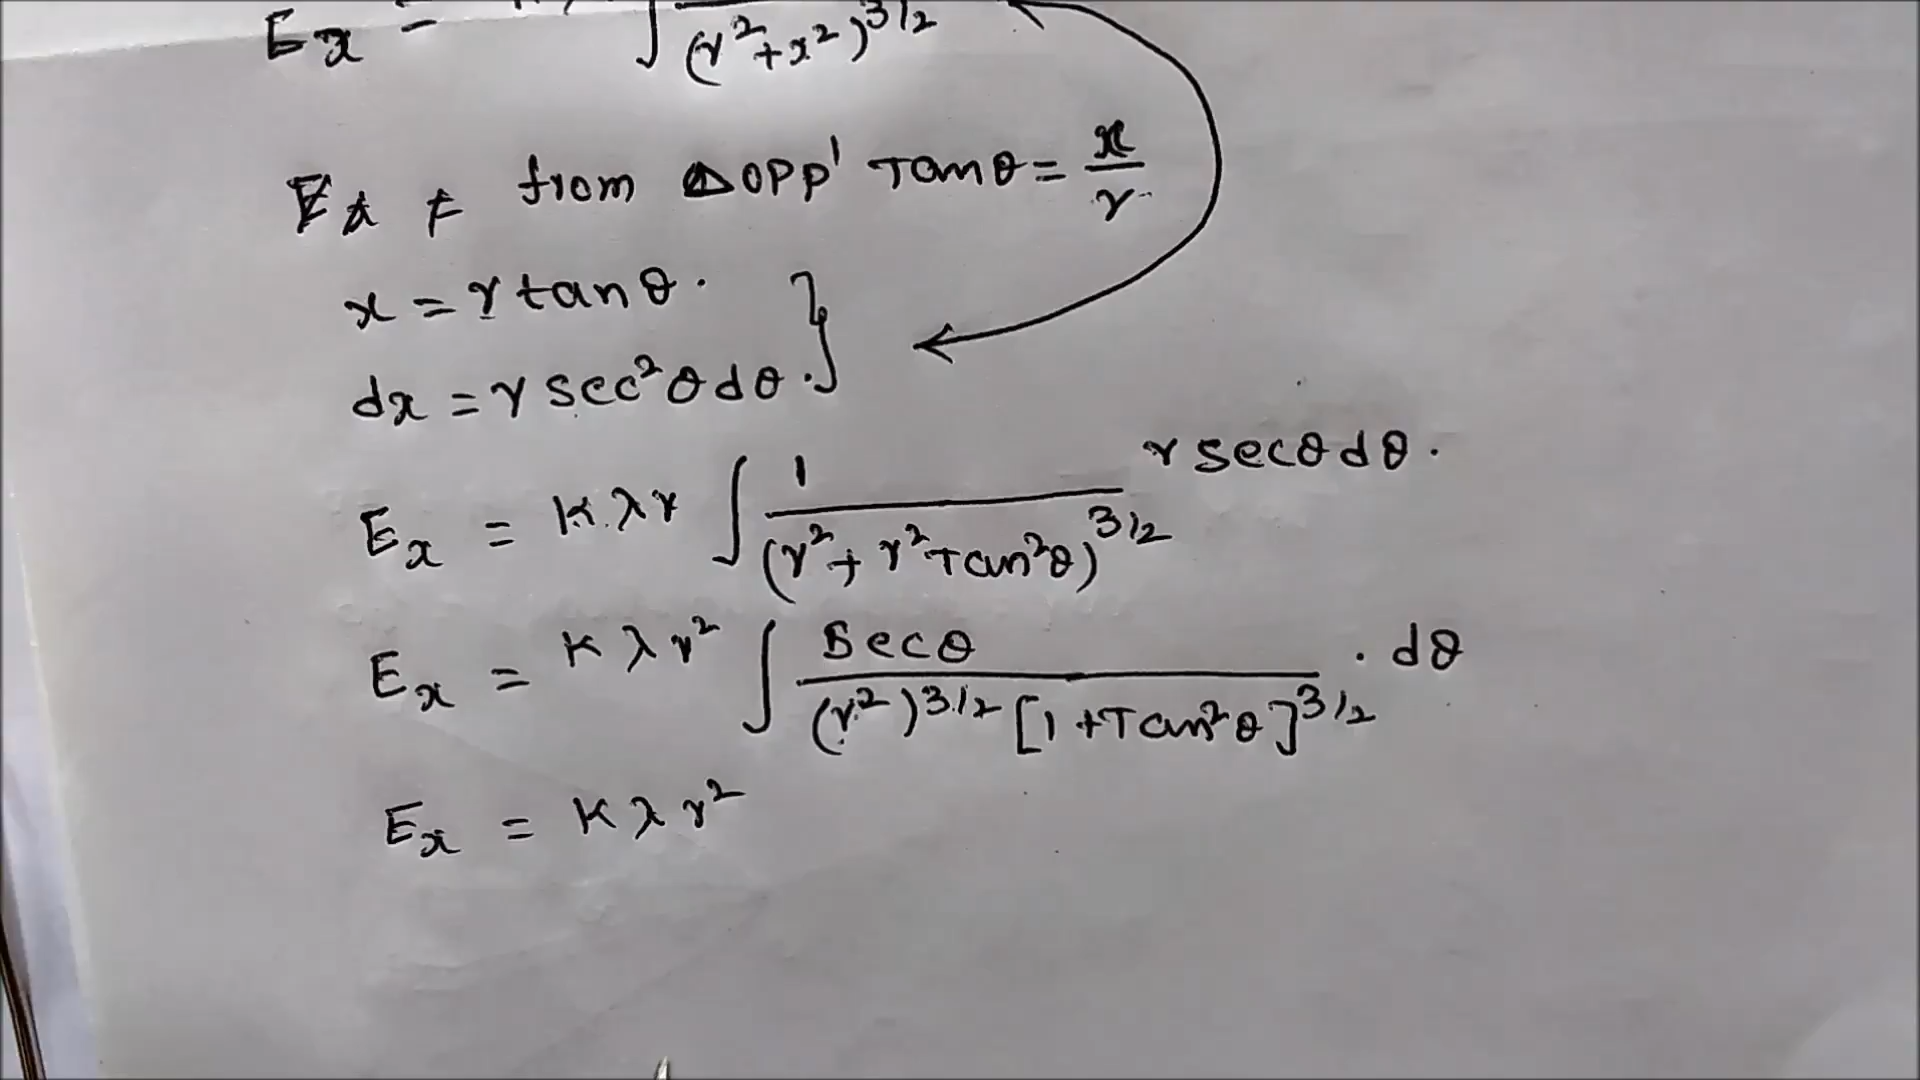 Ex = ∫ (r²+x²)^3/2
Ex = from △OPP' Tanθ = x/r
x = r tanθ.
dx = r sec²θ dθ.
Ex = K.λr ∫ 1/(r²+r²Tan²θ)^3/2 r secθ dθ.
Ex = Kλr² ∫ Secθ/(r²)^3/2 [1+Tan²θ]^3/2 . dθ
Ex = Kλr²